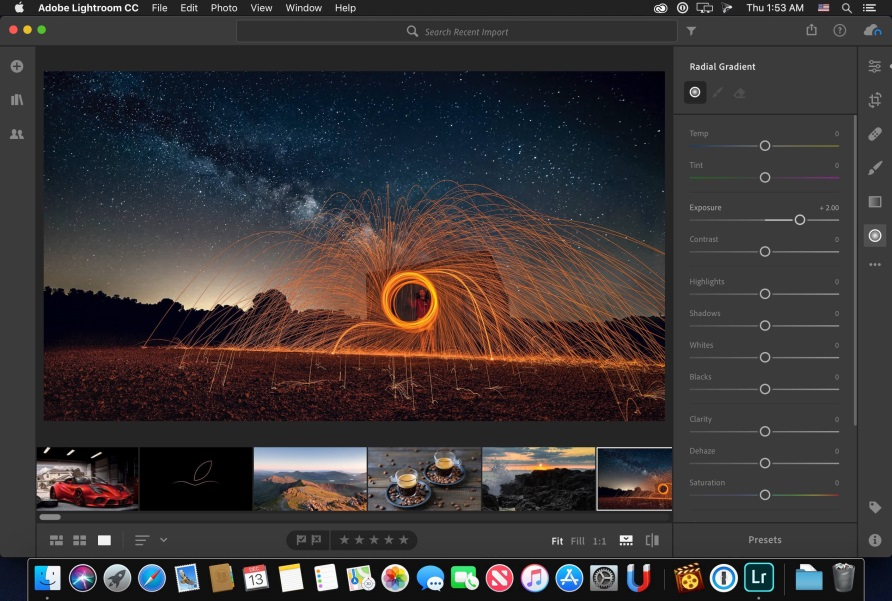 Adobe Lightroom CC File Edit Photo View Window Help Thu 1:53 AM
Search Recent Import
Radial Gradient
Temp 0
Tint 0
Exposure + 2.00
Contrast 0
Highlights 0
Shadows 0
Whites 0
Blacks 0
Clarity 0
Dehaze 0
Saturation 0
Fit Fill 1:1
Presets
13
Lr